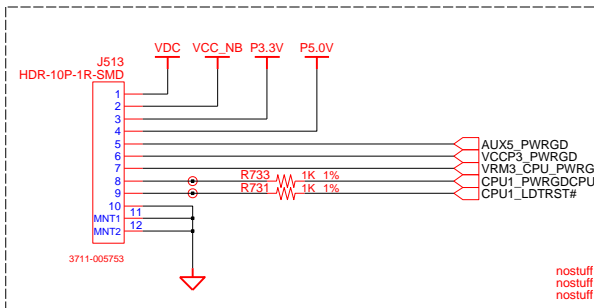 J513
HDR-10P-1R-SMD
VDC
VCC_NB
P3.3V
P5.0V
1
2
3
4
5
AUX5_PWRGD
6
VCCP3_PWRGD
7
VRM3_CPU_PWRG
8
R733
1K 1%
CPU1_PWRGDCPU
9
R731
1K 1%
CPU1_LDTRST#
10
MNT1
11
MNT2
12
3711-005753
nostuff
nostuff
nostuff